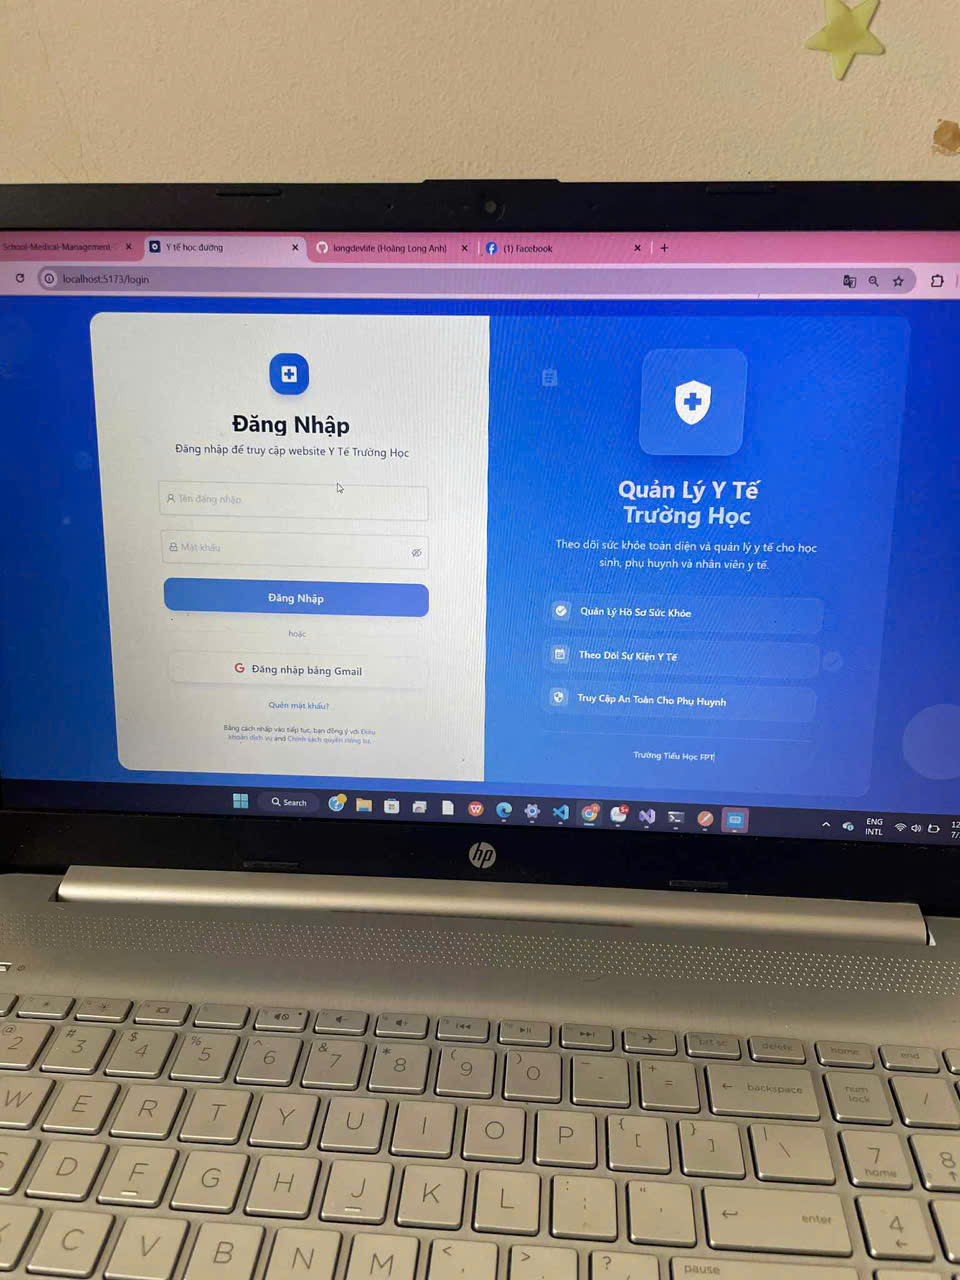 School-Medical-Management-
Y tế học đường
longdevlife (Hoàng Long Anh)
(1) Facebook
localhost:5173/login
Đăng Nhập
Đăng nhập để truy cập website Y Tế Trường Học
Tên đăng nhập
Mật khẩu
Đăng Nhập
hoặc
G Đăng nhập bằng Gmail
Quên mật khẩu?
Bằng cách nhấp vào tiếp tục, bạn đồng ý với Điều
khoản dịch vụ and Chính sách quyền riêng tư.
Quản Lý Y Tế
Trường Học
Theo dõi sức khỏe toàn diện và quản lý y tế cho học
sinh, phụ huynh và nhân viên y tế.
Quản Lý Hồ Sơ Sức Khỏe
Theo Dõi Sự Kiện Y Tế
Truy Cập An Toàn Cho Phụ Huynh
Trường Tiểu Học FPT
Search
ENG
INTL
12
7/
hp
prt sc delete home end
@ 2 # 3 $ 4 % 5 ^ 6 & 7 * 8 ( 9 ) 0 _ - + = ← backspace num lock /
W E R T Y U I O P { [ } ] | \ 7 home 8
S D F G H J K L : ; " ' enter 4
C V B N M < , > . ? pause